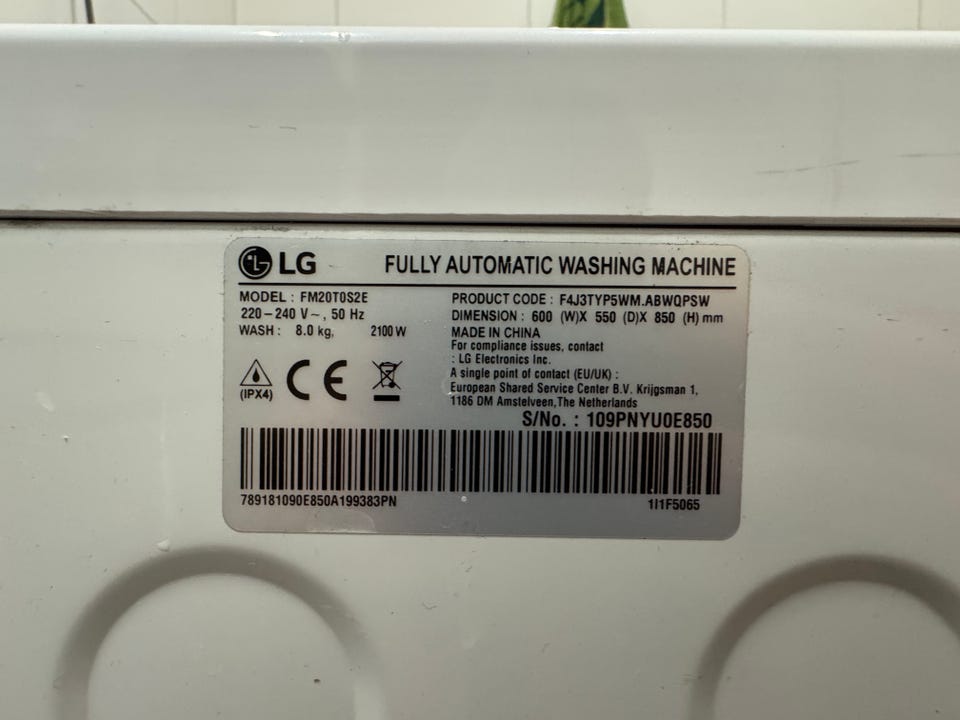 LG FULLY AUTOMATIC WASHING MACHINE
MODEL : FM20T0S2E
220-240 V~, 50 Hz
WASH : 8.0 kg, 2100 W
(IPX4) CE
PRODUCT CODE : F4J3TYP5WM.ABWQPSW
DIMENSION : 600 (W)X 550 (D)X 850 (H) mm
MADE IN CHINA
For compliance issues, contact
: LG Electronics Inc.
A single point of contact (EU/UK) :
European Shared Service Center B.V. Krijgsman 1,
1186 DM Amstelveen,The Netherlands
S/No. : 109PNYU0E850
789181090E850A199383PN 1I1F5065